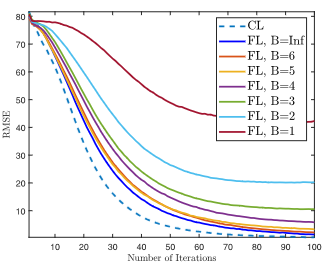 80
70
60
50
40
30
20
10
RMSE
CL
FL, B=Inf
FL, B=6
FL, B=5
FL, B=4
FL, B=3
FL, B=2
FL, B=1
10 20 30 40 50 60 70 80 90 100
Number of Iterations